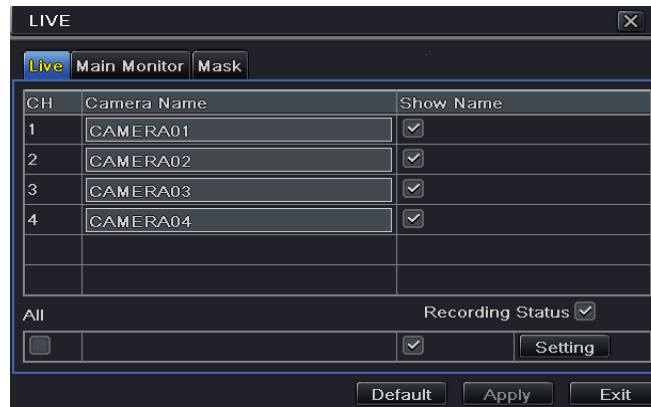 LIVE
Live Main Monitor Mask
CH Camera Name Show Name
1 CAMERA01
2 CAMERA02
3 CAMERA03
4 CAMERA04
All Recording Status
Setting
Default Apply Exit